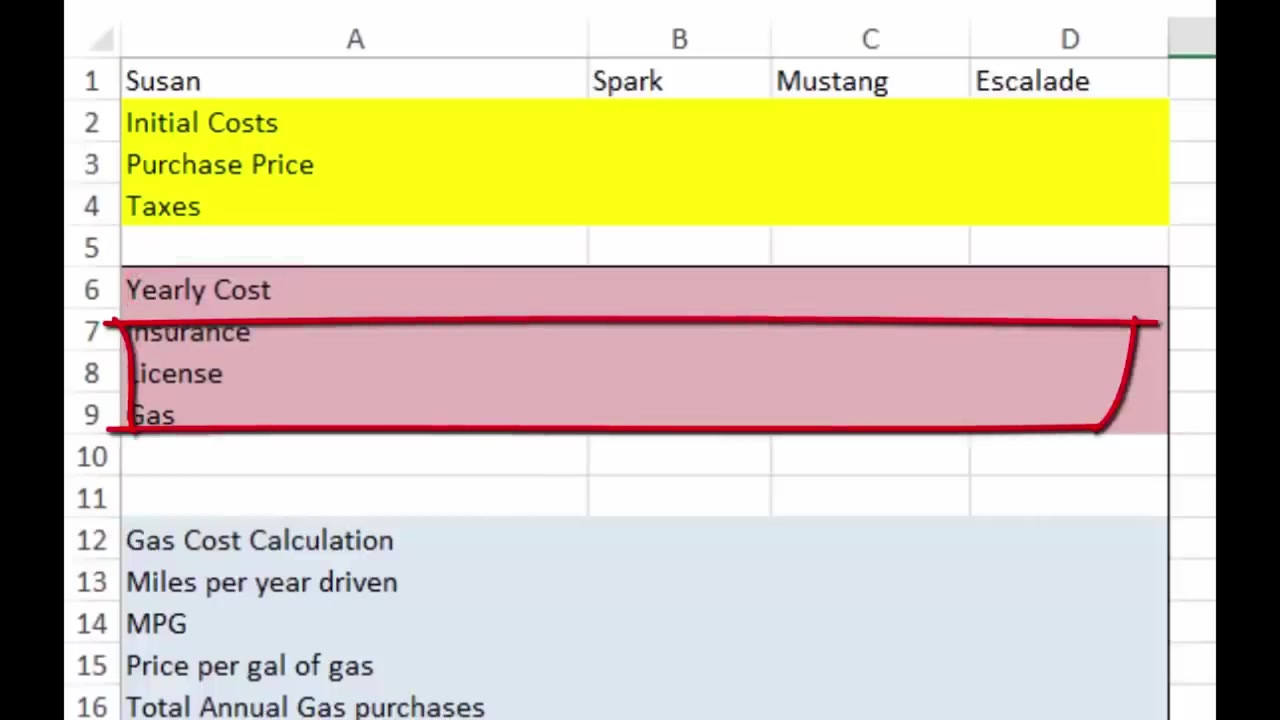 A B C D
1 Susan Spark Mustang Escalade
2 Initial Costs
3 Purchase Price
4 Taxes
5
6 Yearly Cost
7 Insurance
8 License
9 Gas
10
11
12 Gas Cost Calculation
13 Miles per year driven
14 MPG
15 Price per gal of gas
16 Total Annual Gas purchases